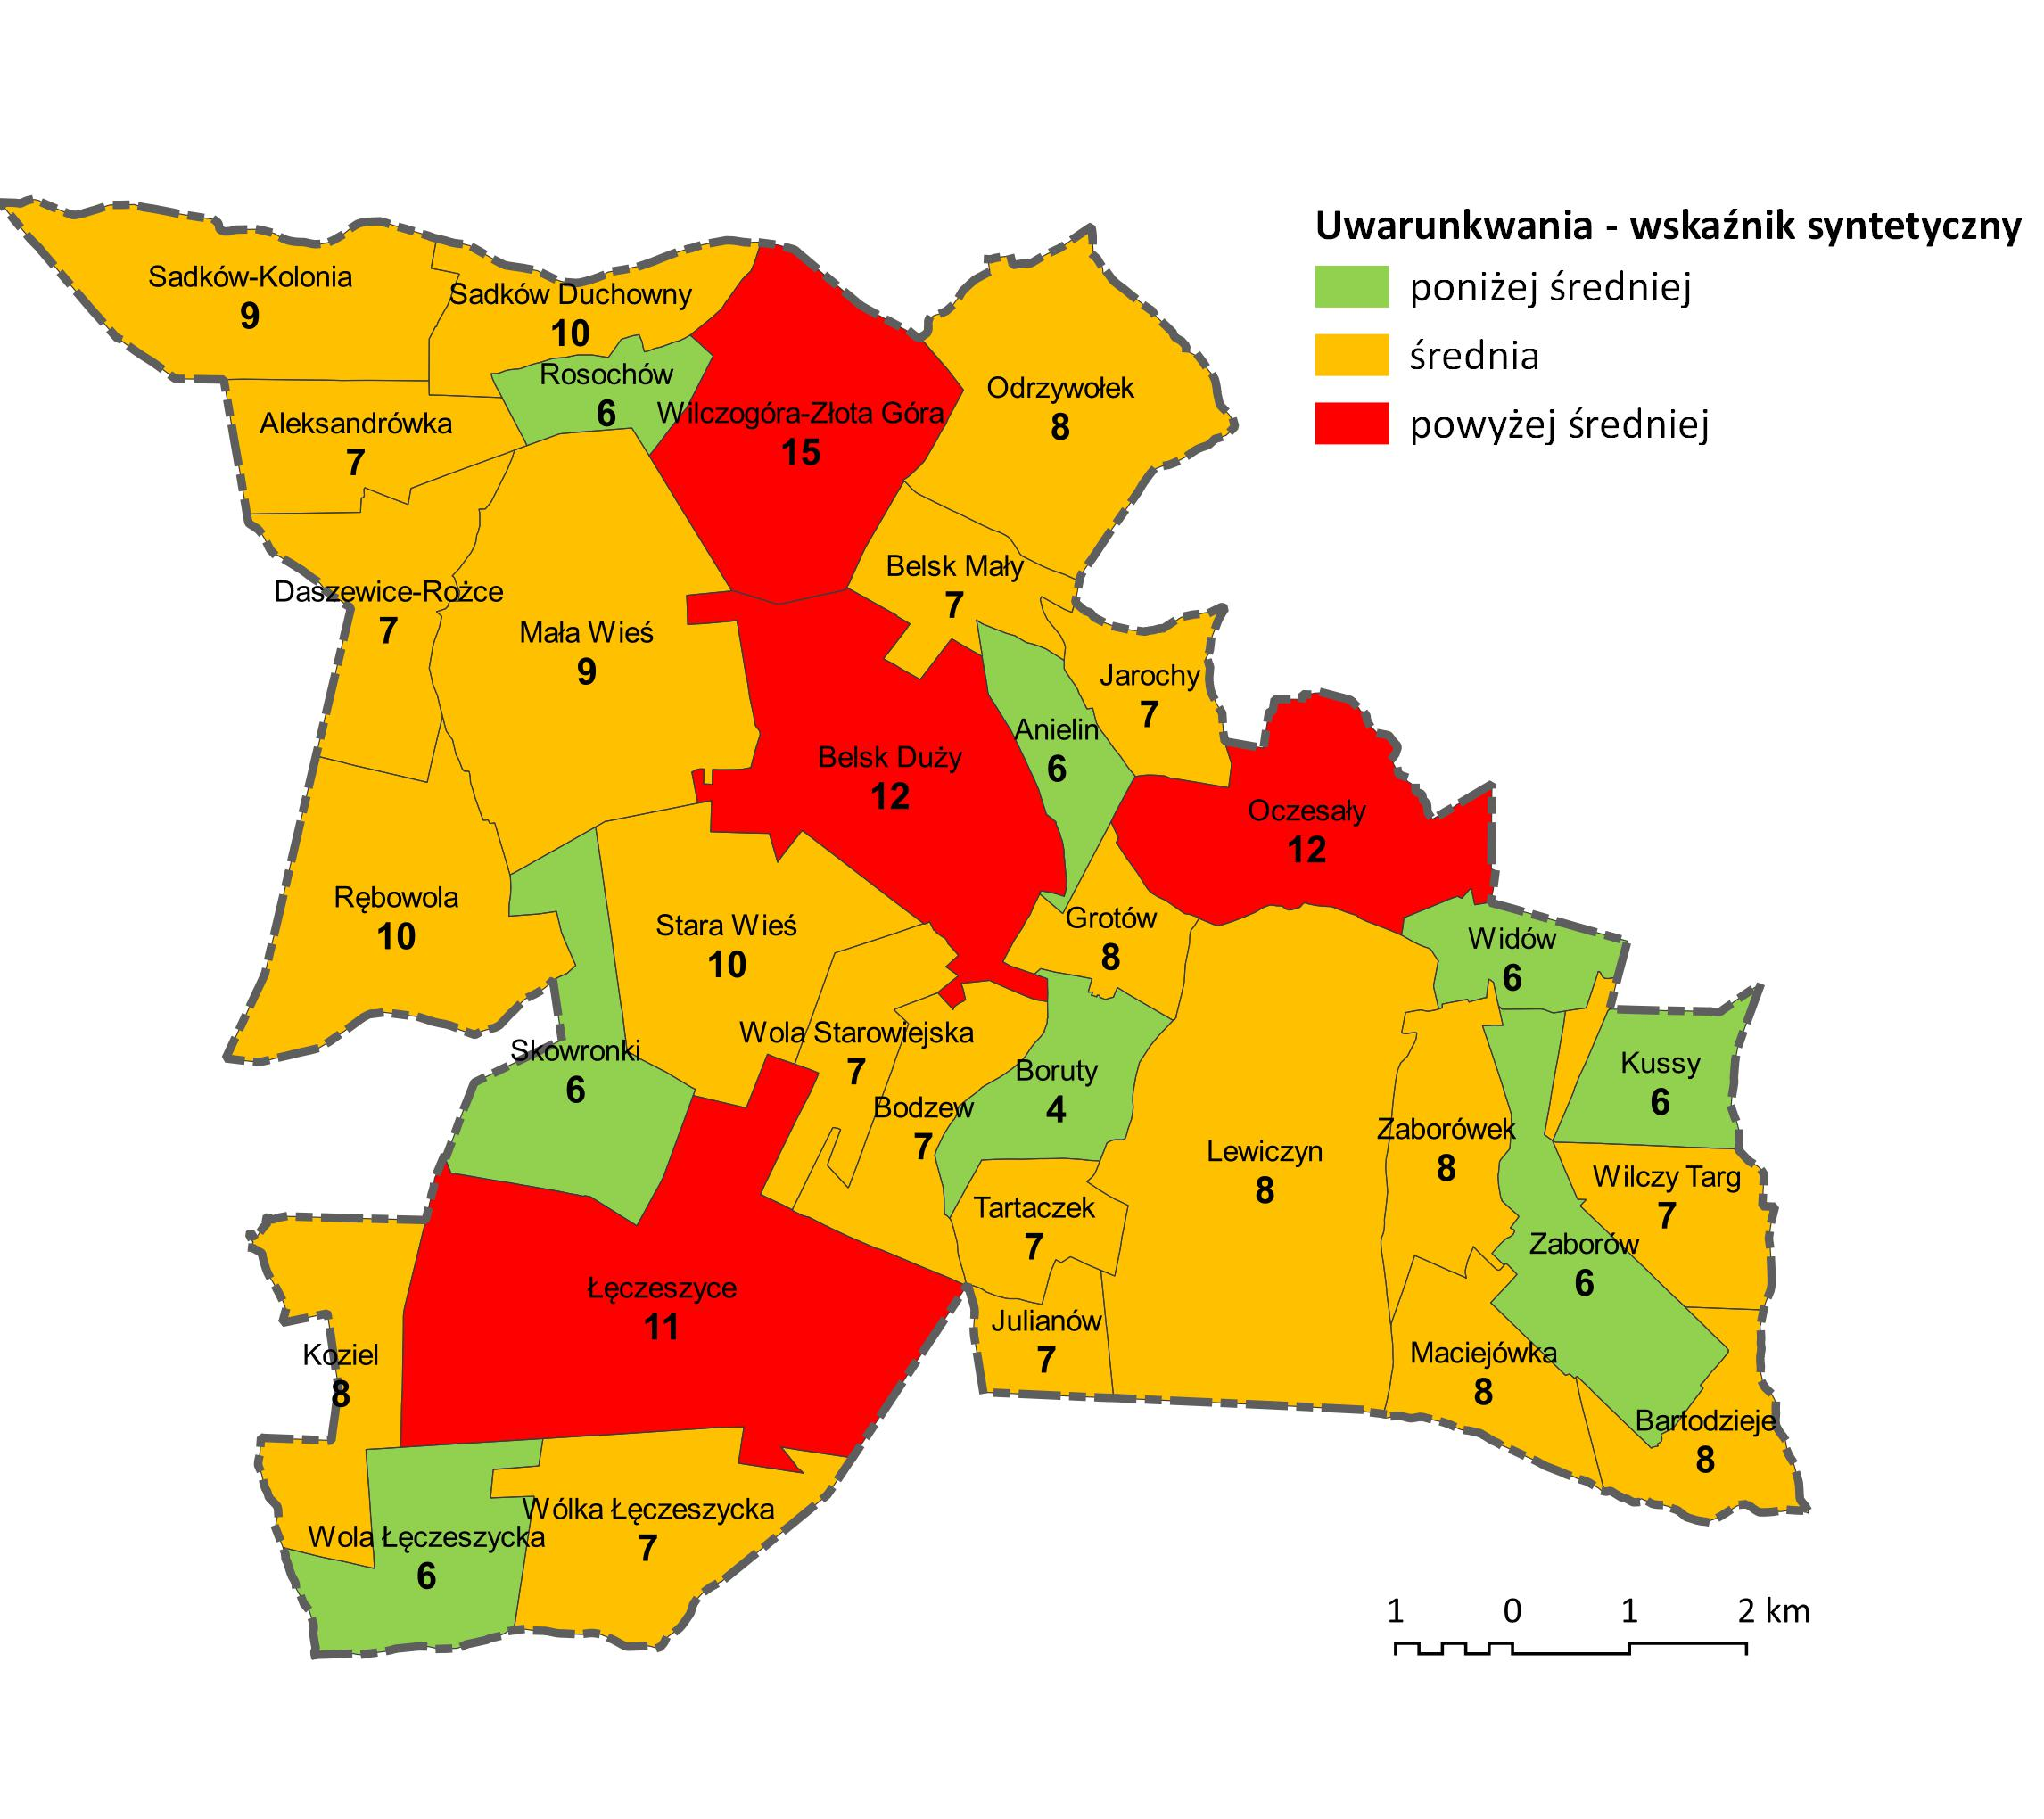 Uwarunkwania - wskaźnik syntetyczny
poniżej średniej
średnia
powyżej średniej
Sadków-Kolonia
9
Sadków Duchowny
10
Rosochów
6
Wilczogóra-Złota Góra
15
Odrzywołek
8
Aleksandrówka
7
Belsk Mały
7
Daszewice-Rożce
7
Mała Wieś
9
Jarochy
7
Anielin
6
Belsk Duży
12
Oczesały
12
Rębowola
10
Stara Wieś
10
Grotów
8
Widów
6
Wola Starowiejska
7
Skowronki
6
Boruty
4
Kussy
6
Bodzew
7
Zaborówek
8
Lewiczyn
8
Wilczy Targ
7
Tartaczek
7
Zaborów
6
Łęczeszyce
11
Julianów
7
Koziel
8
Maciejówka
8
Bartodzieje
8
Wólka Łęczeszycka
7
Wola Łęczeszycka
6
1 0 1 2 km